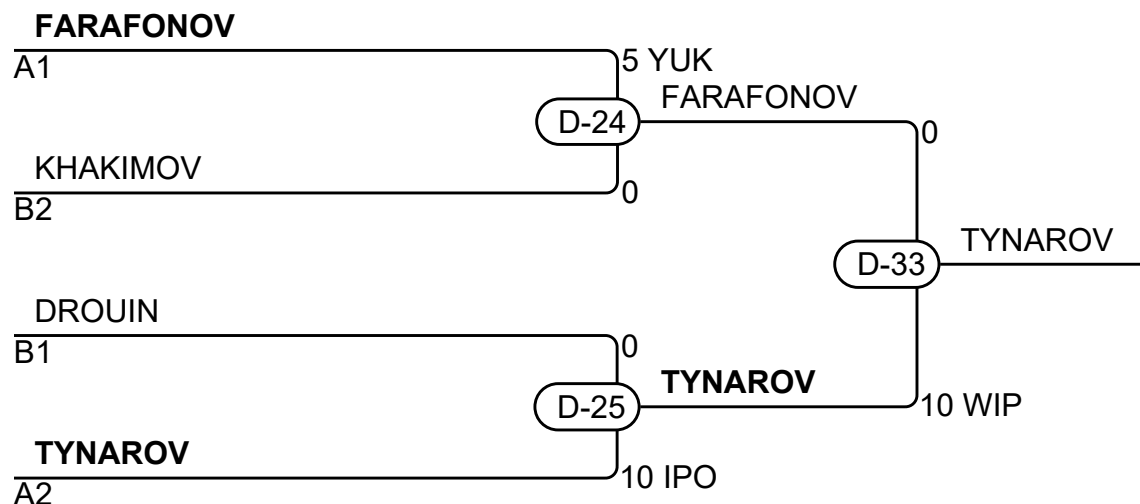 FARAFONOV
A1
5 YUK
FARAFONOV
D-24
0
KHAKIMOV
B2
0
TYNAROV
D-33
DROUIN
B1
0
TYNAROV
D-25
10 WIP
TYNAROV
A2
10 IPO